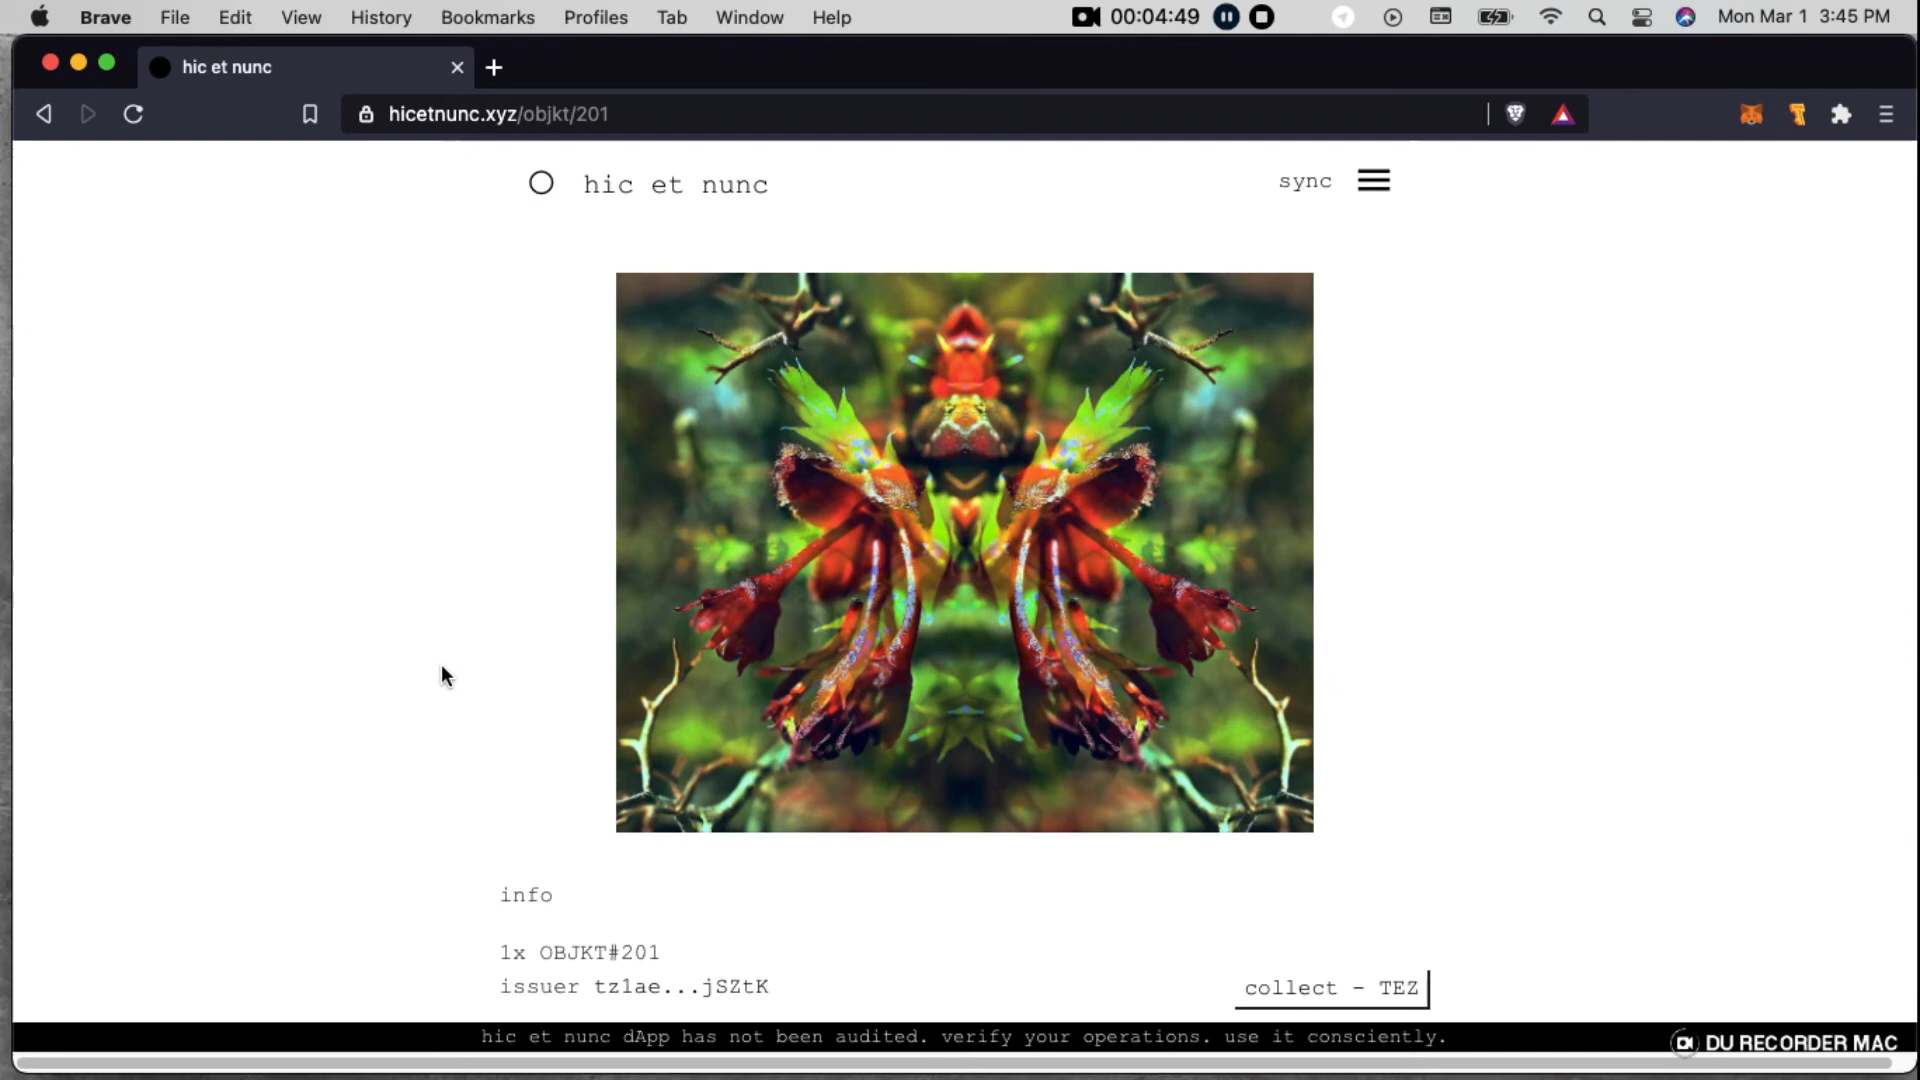 Brave File Edit View History Bookmarks Profiles Tab Window Help 00:04:49 Mon Mar 1 3:45 PM
hic et nunc
hicetnunc.xyz/objkt/201
hic et nunc sync
info
1x OBJKT#201
issuer tz1ae...jSZtK
collect - TEZ
hic et nunc dApp has not been audited. verify your operations. use it consciently.
DU RECORDER MAC